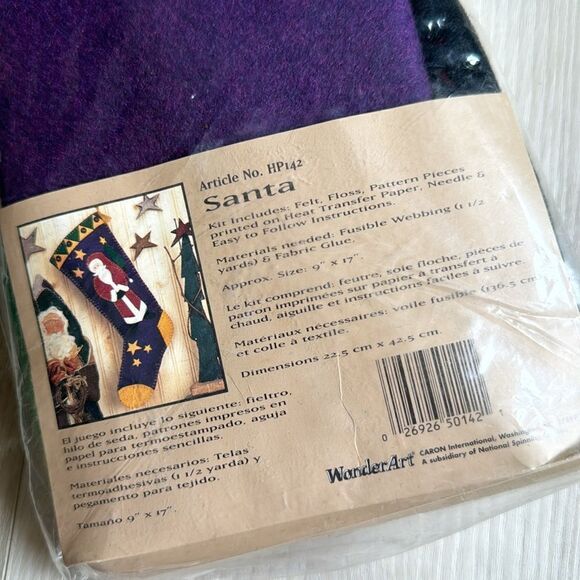 Article No. HP142
Santa
Kit Includes: Felt, Floss, Pattern Pieces
printed on Heat Transfer Paper, Needle &
Easy to Follow Instructions.
Materials needed: Fusible Webbing (1 1/2
yards) & Fabric Glue.
Approx. Size: 9" x 17".
Le kit comprend: feutre, soie floche, pièces de
patron imprimées sur papier à transfert à
chaud, aiguille et instructions faciles à suivre.
Matériaux nécessaires: voile fusible (136.5 cm)
et colle à textile.
Dimensions 22.5 cm x 42.5 cm.
El juego incluye lo siguiente: fieltro,
hilo de seda, patrones impresos en
papel para termoestampado, aguja
e instrucciones sencillas.
Materiales necesarios: Telas
termoadhesivas (1 1/2 yarda) y
pegamento para tejido.
Tamaño 9" x 17".
0 26926 50142 1
WonderArt
CARON International, Washington
A subsidiary of National Spinning